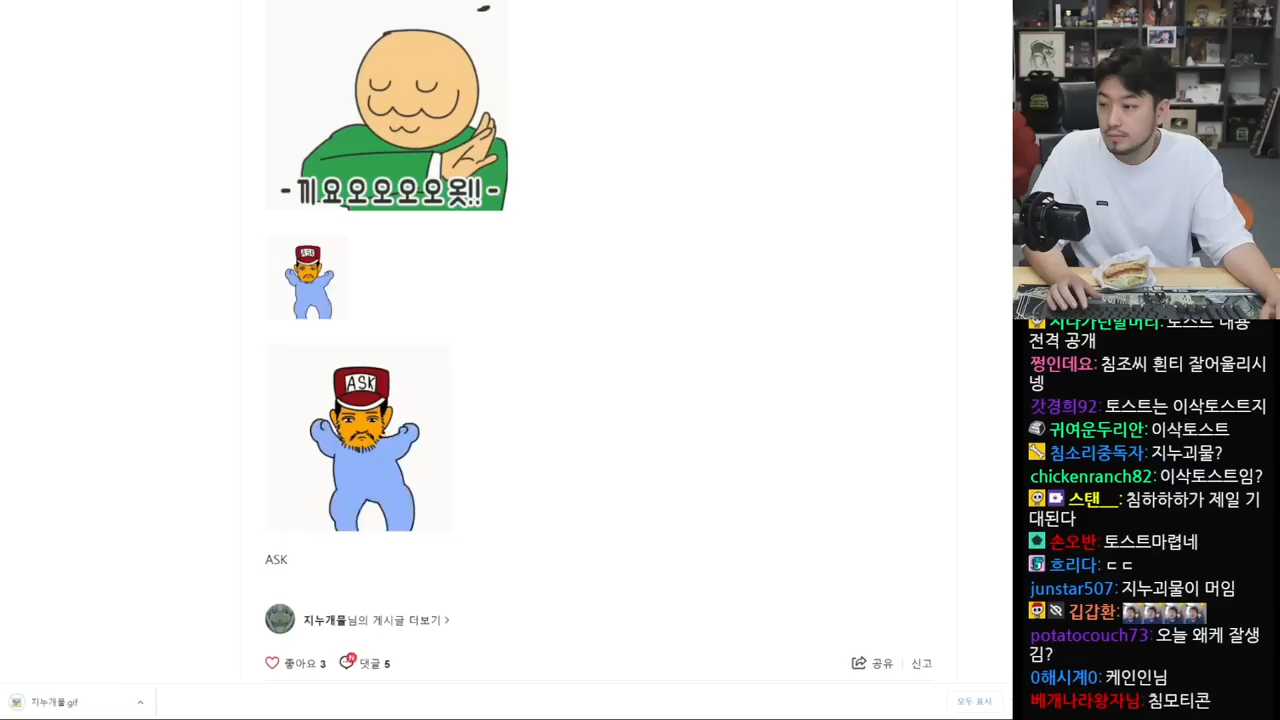 -끼요오오오오옷!!-
ASK
ASK
ASK
지누개물님의 게시글 더보기 >
좋아요 3
N
댓글 5
공유
신고
지누개물.gif
모두 표시
전격 공개
쩡인데요: 침조씨 흰티 잘어울리시
넹
갓경희92: 토스트는 이삭토스트지
귀여운두리안: 이삭토스트
침소리중독자: 지누괴물?
chickenranch82: 이삭토스트임?
스탠__: 침하하하가 제일 기
대된다
손오반: 토스트마렵네
흐리다: ㄷㄷ
junstar507: 지누괴물이 머임
김갑환:
potatocouch73: 오늘 왜케 잘생
김?
0해시계0: 케인인님
베개나라왕자님: 침모티콘